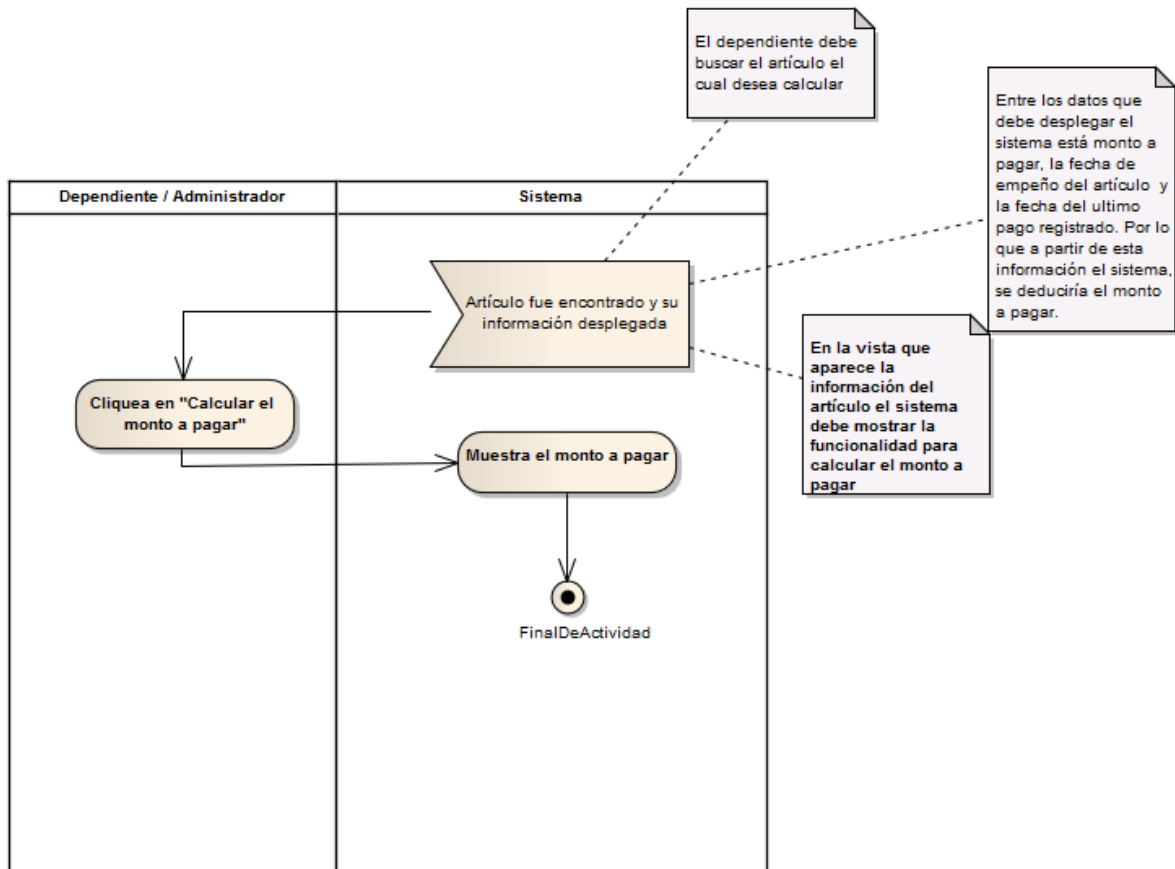 El dependiente debe
buscar el artículo el
cual desea calcular
Entre los datos que
debe desplegar el
sistema está monto a
pagar, la fecha de
empeño del artículo y
la fecha del ultimo
pago registrado. Por lo
que a partir de esta
información el sistema,
se deduciría el monto
a pagar.
Dependiente / Administrador
Sistema
Artículo fue encontrado y su
información desplegada
En la vista que
aparece la
información del
artículo el sistema
debe mostrar la
funcionalidad para
calcular el monto a
pagar
Cliquea en "Calcular el
monto a pagar"
Muestra el monto a pagar
FinalDeActividad